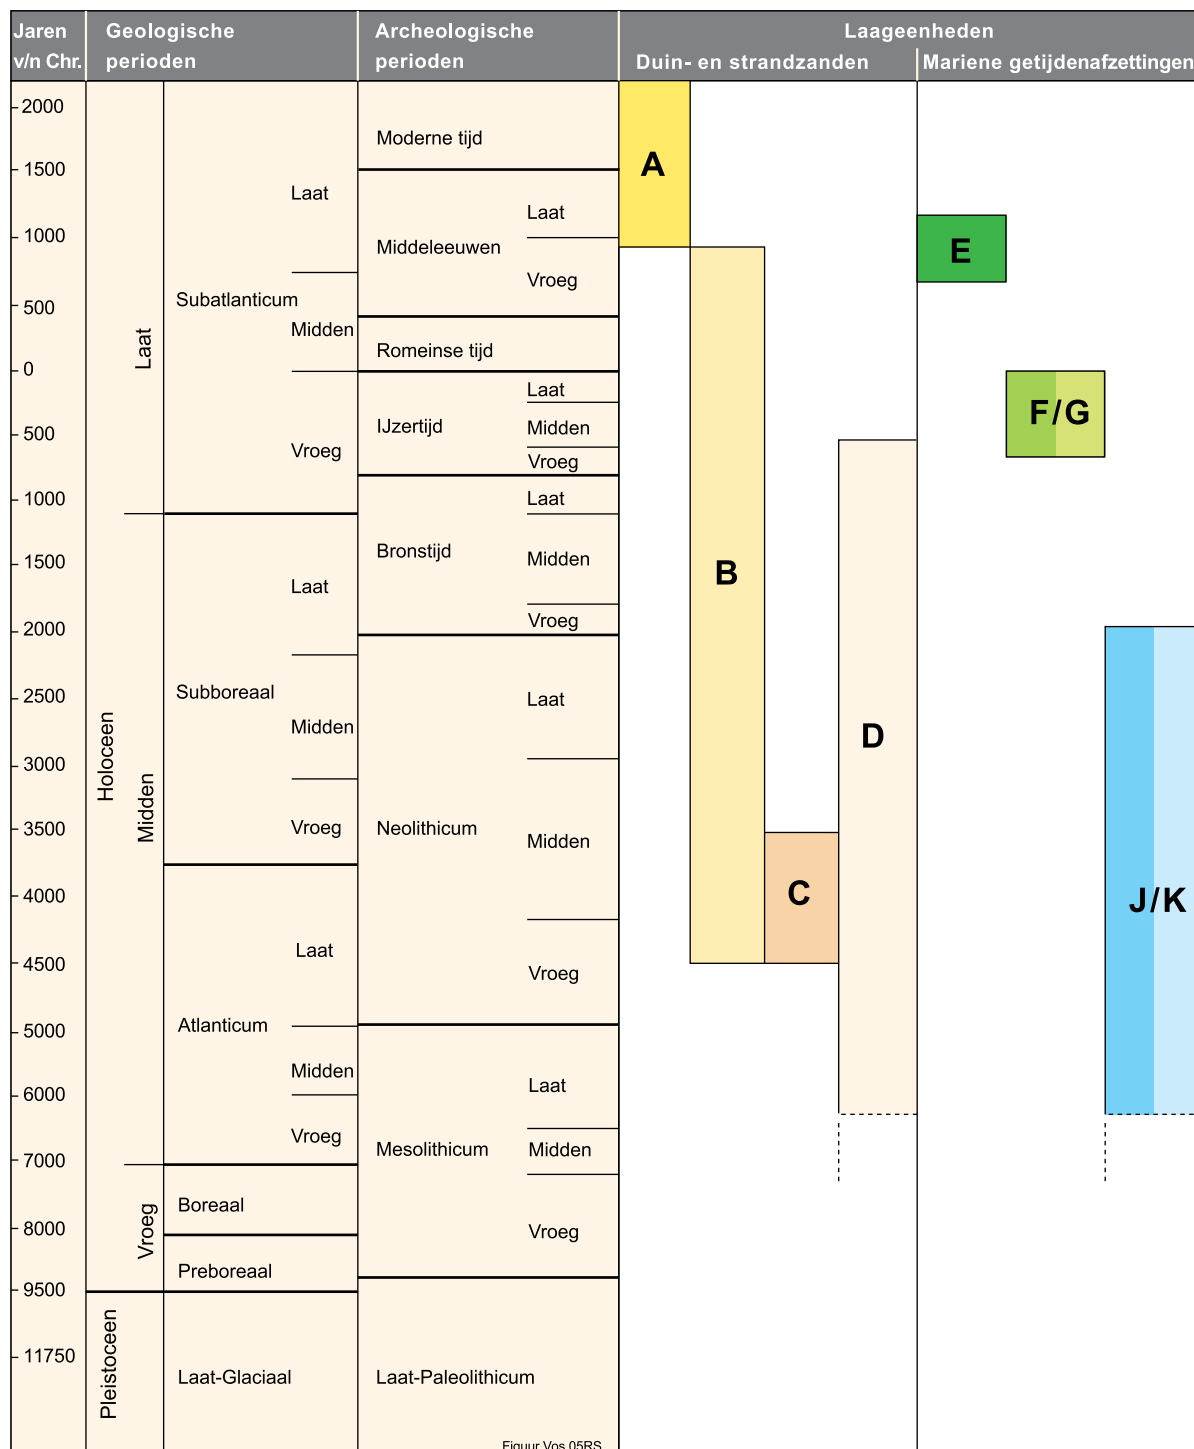 Jaren
v/n Chr.
Geologische
perioden
Archeologische
perioden
Laageenheden
Duin- en strandzanden
Mariene getijdenafzettingen
2000
1500
1000
500
0
500
1000
1500
2000
2500
3000
3500
4000
4500
5000
6000
7000
8000
9500
11750
Holoceen
Pleistoceen
Laat
Midden
Vroeg
Subatlanticum
Laat
Midden
Vroeg
Subboreaal
Laat
Midden
Vroeg
Atlanticum
Laat
Midden
Vroeg
Boreaal
Preboreaal
Laat-Glaciaal
Moderne tijd
Middeleeuwen
Laat
Vroeg
Romeinse tijd
IJzertijd
Laat
Midden
Vroeg
Bronstijd
Laat
Midden
Vroeg
Neolithicum
Laat
Midden
Vroeg
Mesolithicum
Laat
Midden
Vroeg
Laat-Paleolithicum
Figuur Vos 05RS
A
B
C
D
E
F/G
J/K